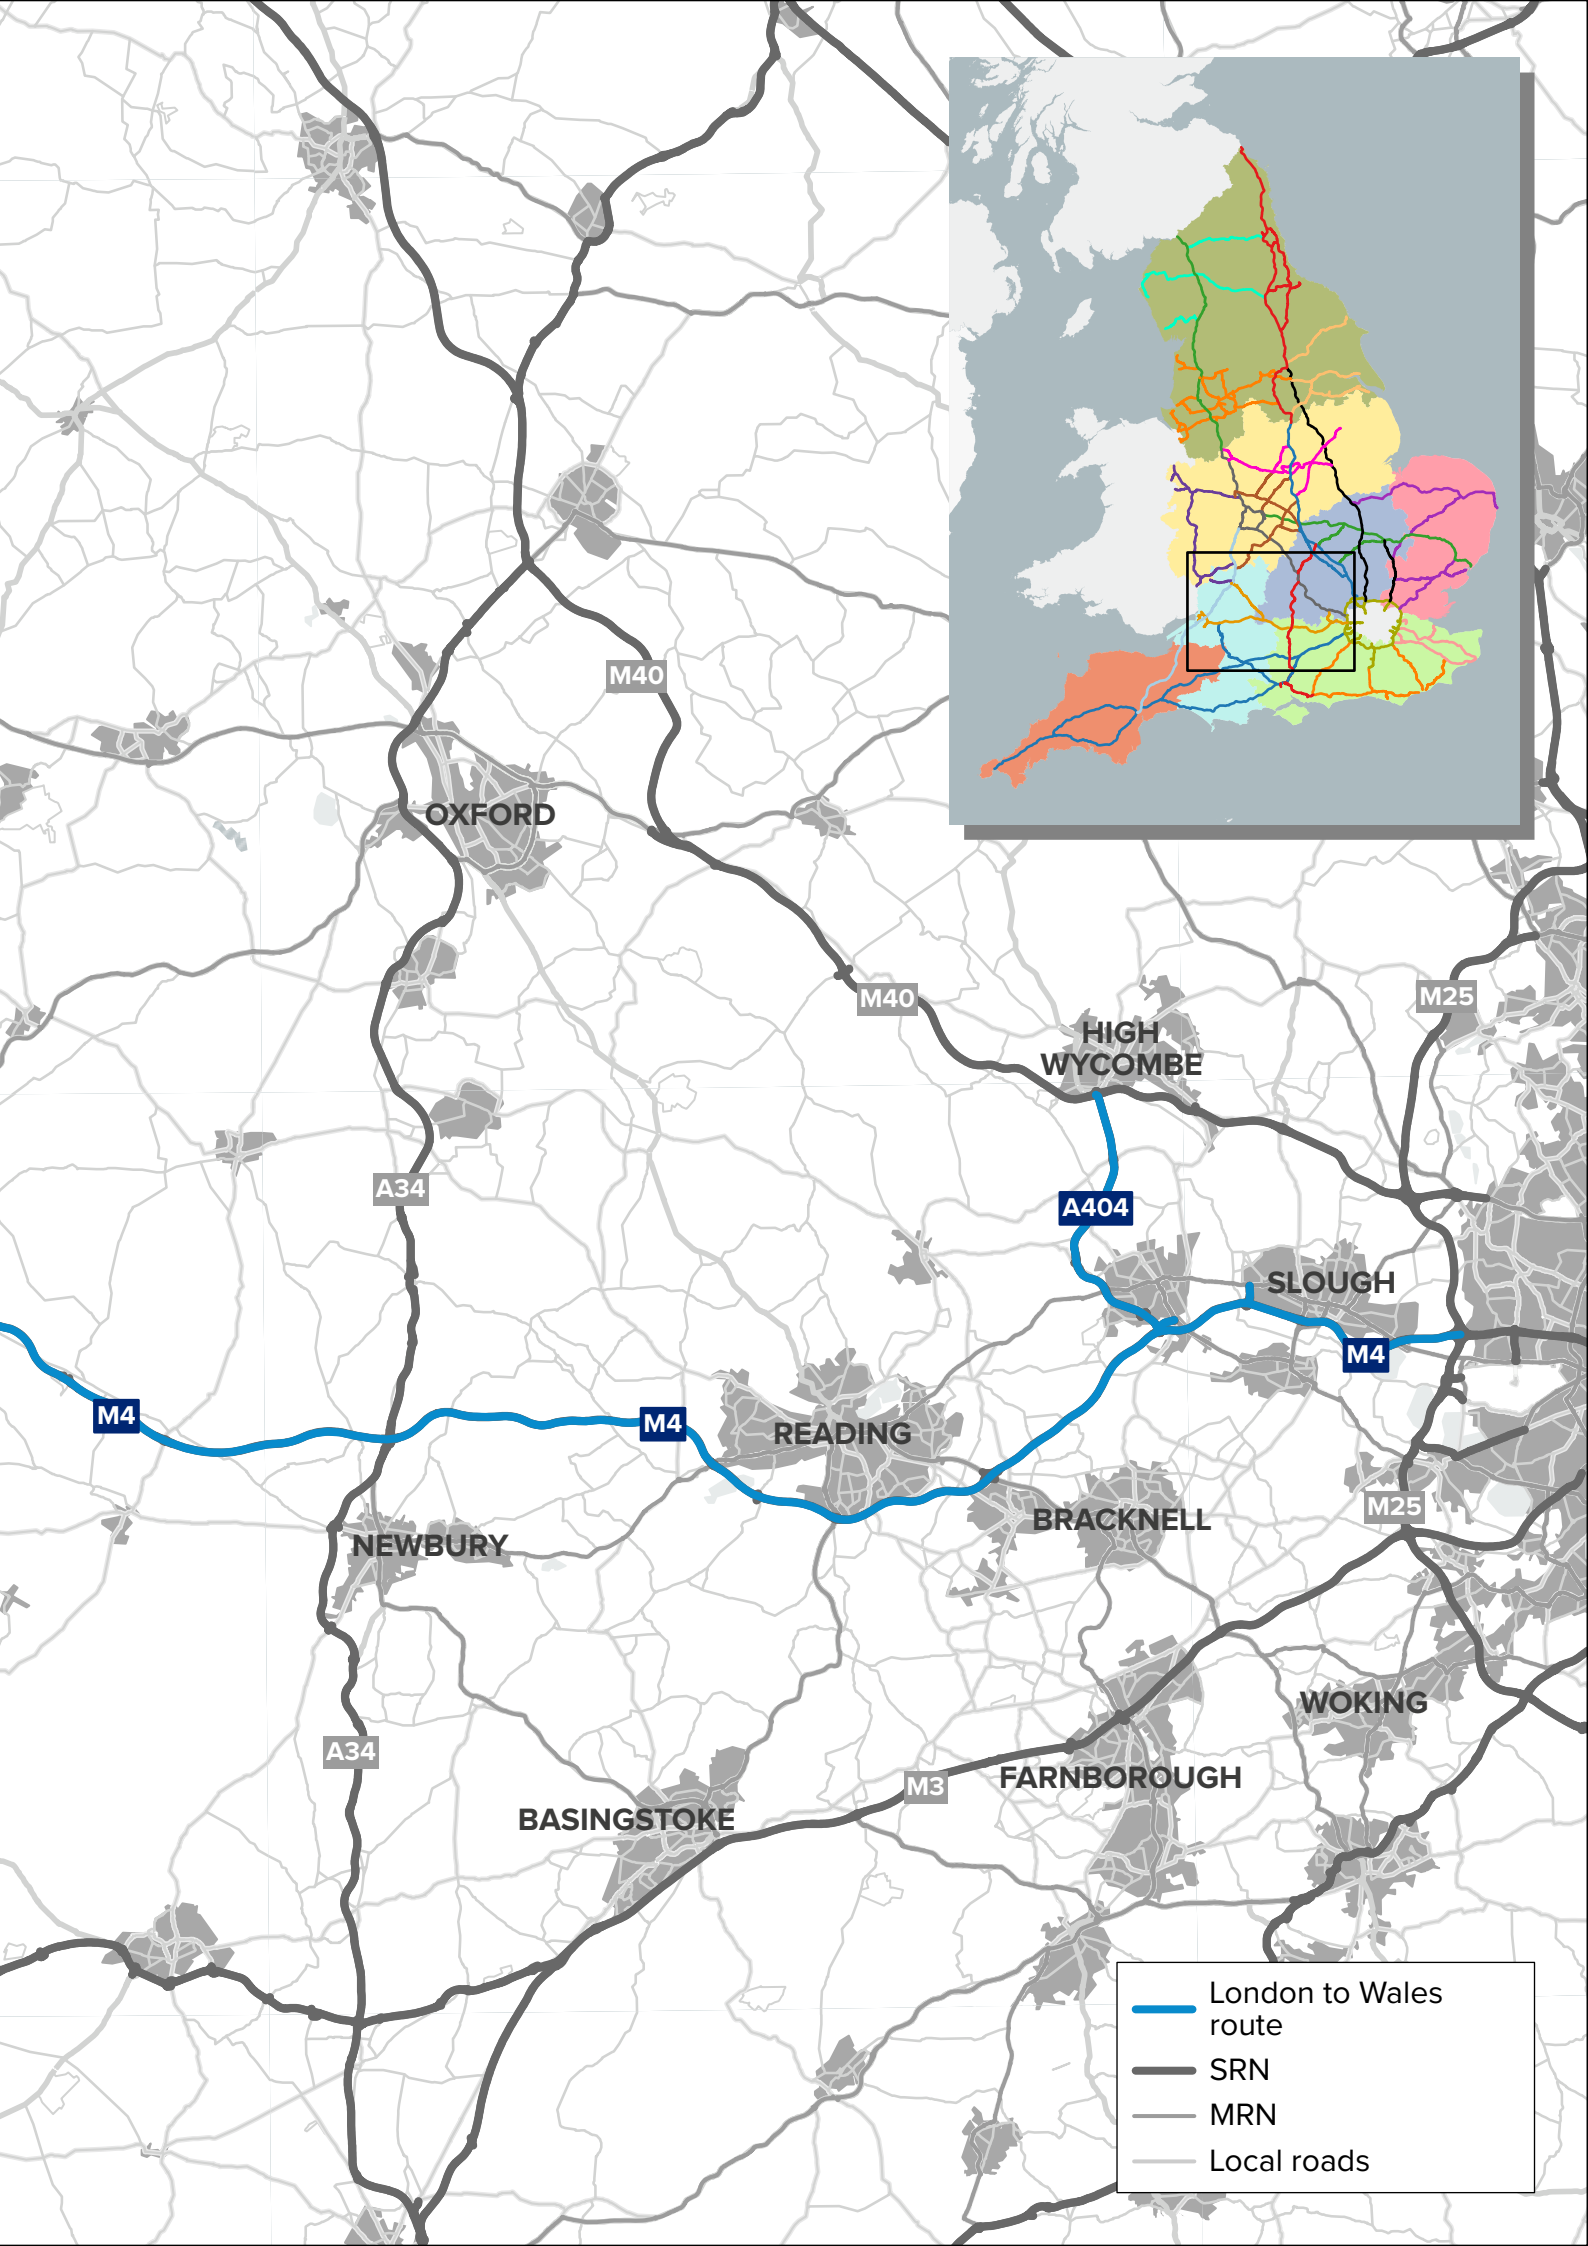 M40
OXFORD
M40
M25
HIGH
WYCOMBE
A34
A404
SLOUGH
M4
M4
M4
READING
M25
BRACKNELL
NEWBURY
WOKING
A34
FARNBOROUGH
M3
BASINGSTOKE
London to Wales
route
SRN
MRN
Local roads